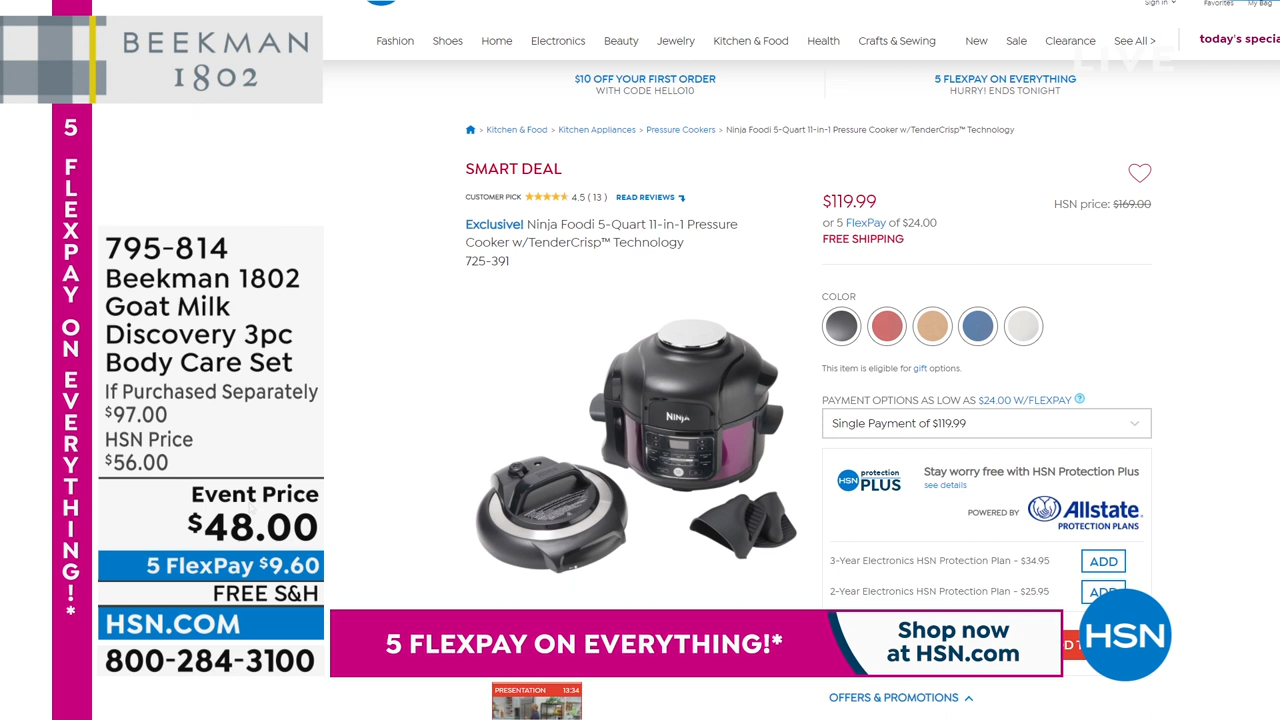 BEEKMAN
1802
5 FLEXPAY ON EVERYTHING!*
795-814
Beekman 1802
Goat Milk
Discovery 3pc
Body Care Set
If Purchased Separately
$97.00
HSN Price
$56.00
Event Price
$48.00
5 FlexPay $9.60
FREE S&H
HSN.COM
800-284-3100
Sign in
Favorites
My Bag
Fashion
Shoes
Home
Electronics
Beauty
Jewelry
Kitchen & Food
Health
Crafts & Sewing
New
Sale
Clearance
See All >
today's specia
LIVE
$10 OFF YOUR FIRST ORDER
WITH CODE HELLO10
5 FLEXPAY ON EVERYTHING
HURRY! ENDS TONIGHT
> Kitchen & Food > Kitchen Appliances > Pressure Cookers > Ninja Foodi 5-Quart 11-in-1 Pressure Cooker w/TenderCrisp™ Technology
SMART DEAL
CUSTOMER PICK 4.5 ( 13 ) READ REVIEWS
Exclusive! Ninja Foodi 5-Quart 11-in-1 Pressure
Cooker w/TenderCrisp™ Technology
725-391
NINJA
$119.99
HSN price: $169.00
or 5 FlexPay of $24.00
FREE SHIPPING
COLOR
This item is eligible for gift options.
PAYMENT OPTIONS AS LOW AS $24.00 W/FLEXPAY ?
Single Payment of $119.99
HSN protection PLUS
Stay worry free with HSN Protection Plus
see details
POWERED BY Allstate
PROTECTION PLANS
3-Year Electronics HSN Protection Plan - $34.95
ADD
2-Year Electronics HSN Protection Plan - $25.95
ADD
5 FLEXPAY ON EVERYTHING!*
Shop now
at HSN.com
D T
HSN
PRESENTATION 13:34
OFFERS & PROMOTIONS